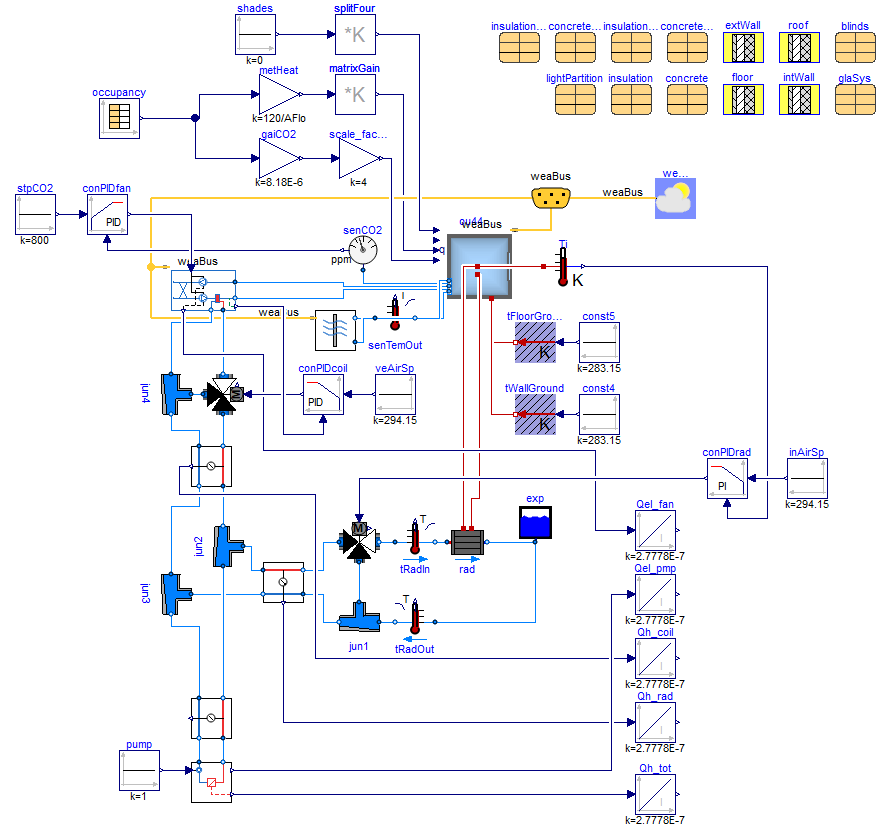 shades
k=0
splitFour
*K
insulation...
concrete...
insulation...
concrete...
extWall
roof
blinds
occupancy
metHeat
k=120/AFlo
matrixGain
*K
lightPartition
insulation
concrete
floor
intWall
glaSys
gaiCO2
k=8.18E-6
scale_fac...
k=4
stpCO2
k=800
conPIDfan
PID
weaBus
weaBus
we...
senCO2
ppm
ou44
weaBus
Ti
K
weaBus
weaBus
T
senTemOut
tFloorGro...
K
const5
k=283.15
tWallGround
K
const4
k=283.15
jun4
M
conPIDcoil
PID
veAirSp
k=294.15
conPIDrad
PI
inAirSp
k=294.15
jun2
jun3
M
T
tRadIn
rad
exp
jun1
T
tRadOut
Qel_fan
I
k=2.7778E-7
Qel_pmp
I
k=2.7778E-7
Qh_coil
I
k=2.7778E-7
Qh_rad
I
k=2.7778E-7
Qh_tot
I
k=2.7778E-7
pump
k=1